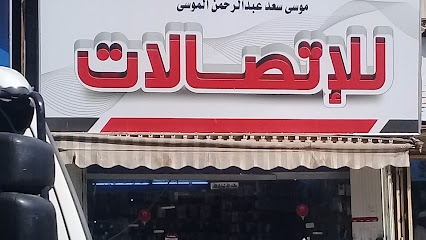 موسى سعد عبدالرحمن الموسى
للإتصالات